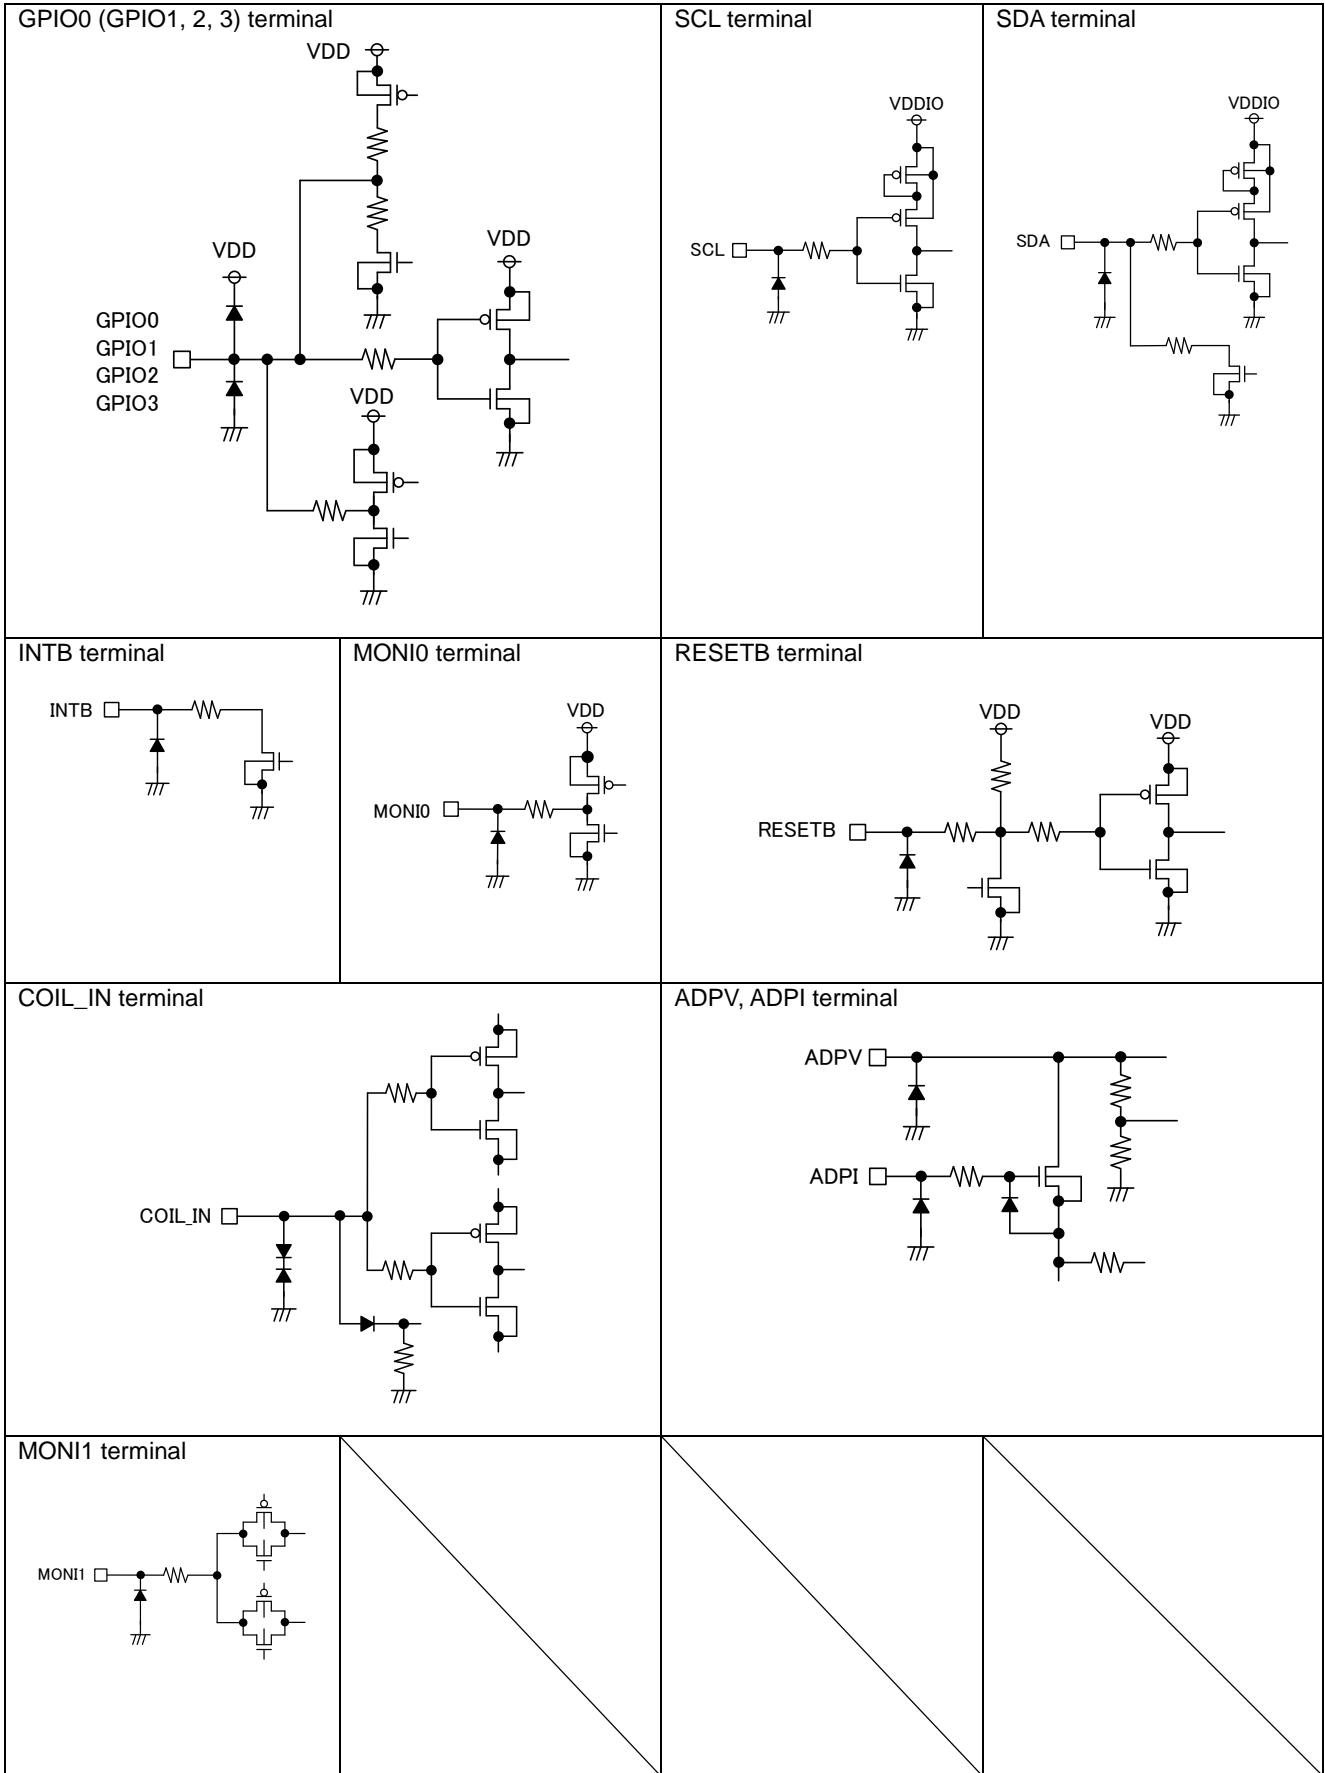 GPIO0 (GPIO1, 2, 3) terminal
VDD
VDD
VDD
GPIO0
GPIO1
GPIO2
GPIO3
VDD
SCL terminal
VDDIO
SCL
SDA terminal
VDDIO
SDA
INTB terminal
INTB
MONI0 terminal
VDD
MONI0
RESETB terminal
VDD
VDD
RESETB
COIL_IN terminal
COIL_IN
ADPV, ADPI terminal
ADPV
ADPI
MONI1 terminal
MONI1